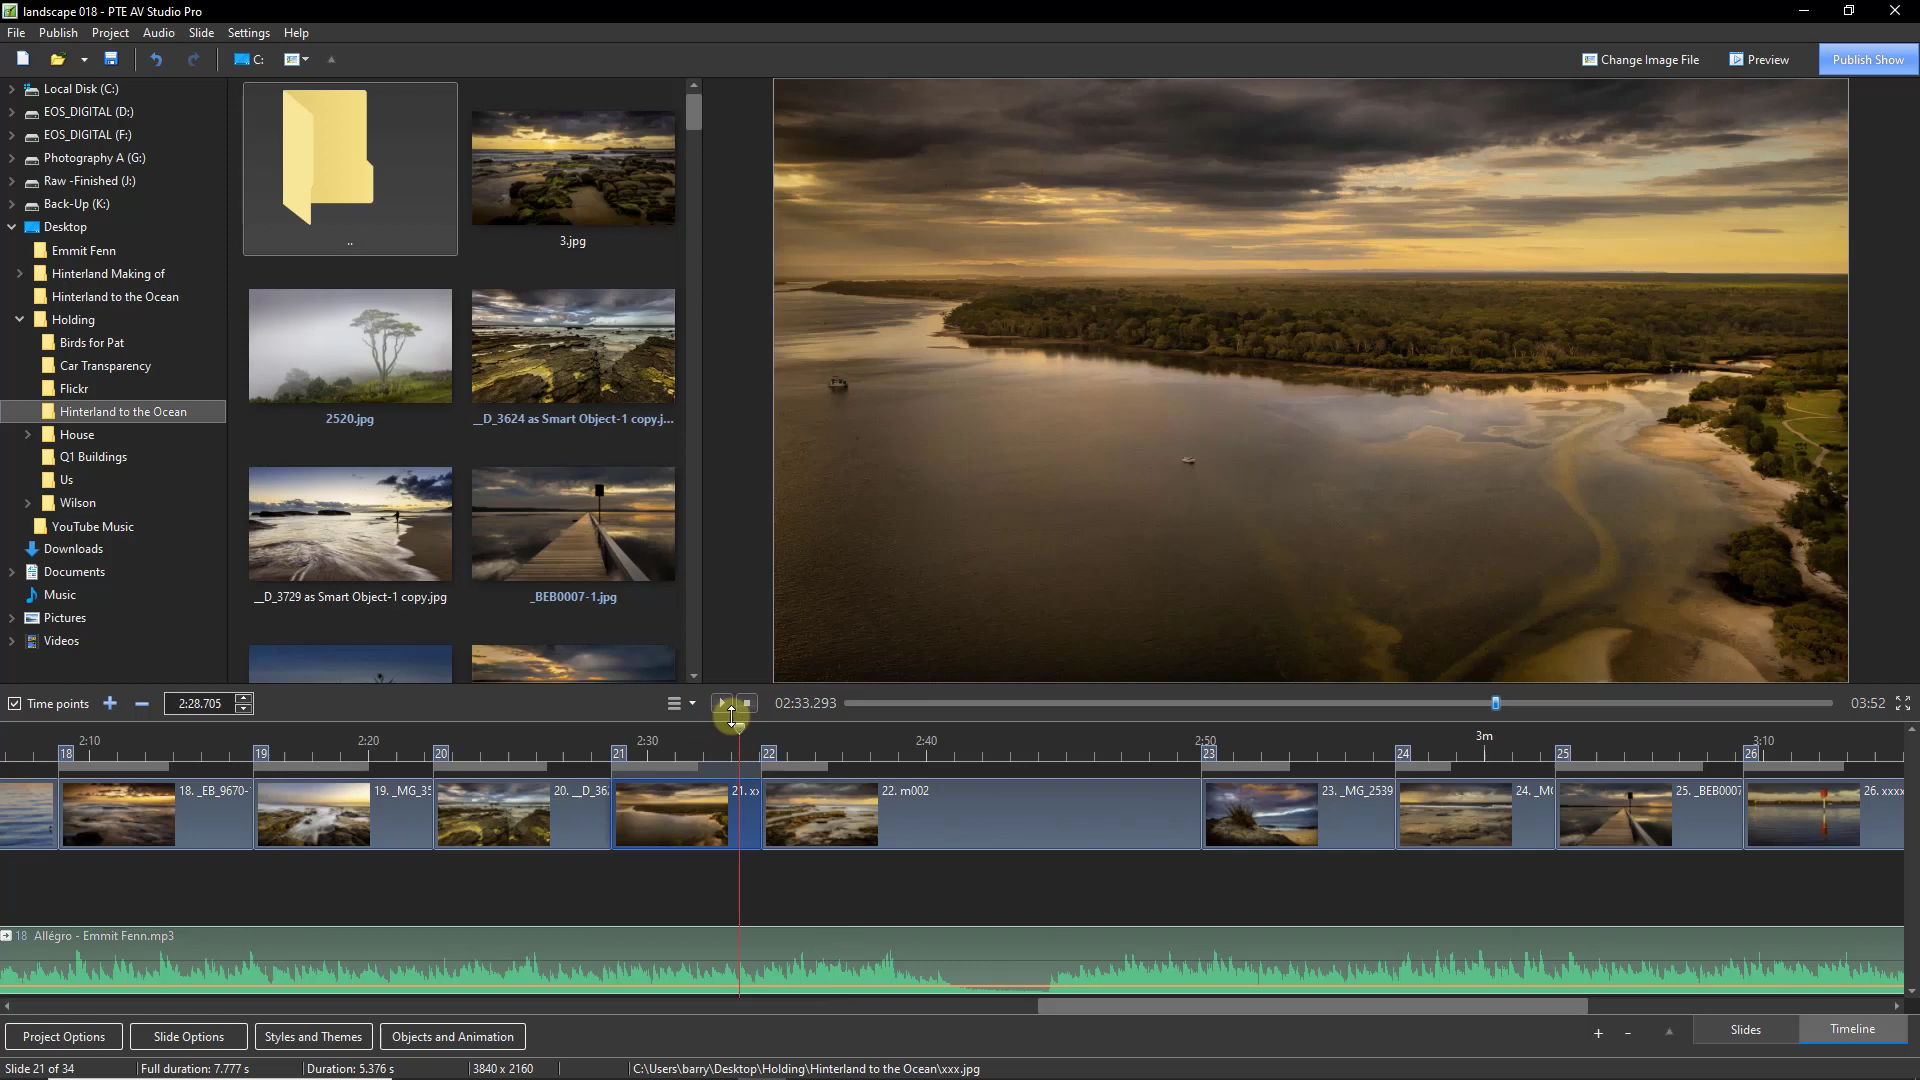 landscape 018 - PTE AV Studio Pro
File Publish Project Audio Slide Settings Help
C: Change Image File Preview Publish Show
Local Disk (C:)
EOS_DIGITAL (D:)
EOS_DIGITAL (F:)
Photography A (G:)
Raw -Finished (J:)
Back-Up (K:)
Desktop
Emmit Fenn
Hinterland Making of
Hinterland to the Ocean
Holding
Birds for Pat
Car Transparency
Flickr
Hinterland to the Ocean
House
Q1 Buildings
Us
Wilson
YouTube Music
Downloads
Documents
Music
Pictures
Videos
.. 3.jpg
2520.jpg __D_3624 as Smart Object-1 copy.j...
__D_3729 as Smart Object-1 copy.jpg _BEB0007-1.jpg
Time points 2:28.705 02:33.293 03:52
2:10 2:20 2:30 2:40 2:50 3m 3:10
18 19 20 21 22 23 24 25 26
18. _EB_9670- 19. _MG_35 20. __D_36 21. xx 22. m002 23. _MG_2539 24. _M 25. _BEB0007 26. xxxx
18 Allégro - Emmit Fenn.mp3
Project Options Slide Options Styles and Themes Objects and Animation + - Slides Timeline
Slide 21 of 34 Full duration: 7.777 s Duration: 5.376 s 3840 x 2160 C:\Users\barry\Desktop\Holding\Hinterland to the Ocean\xxx.jpg